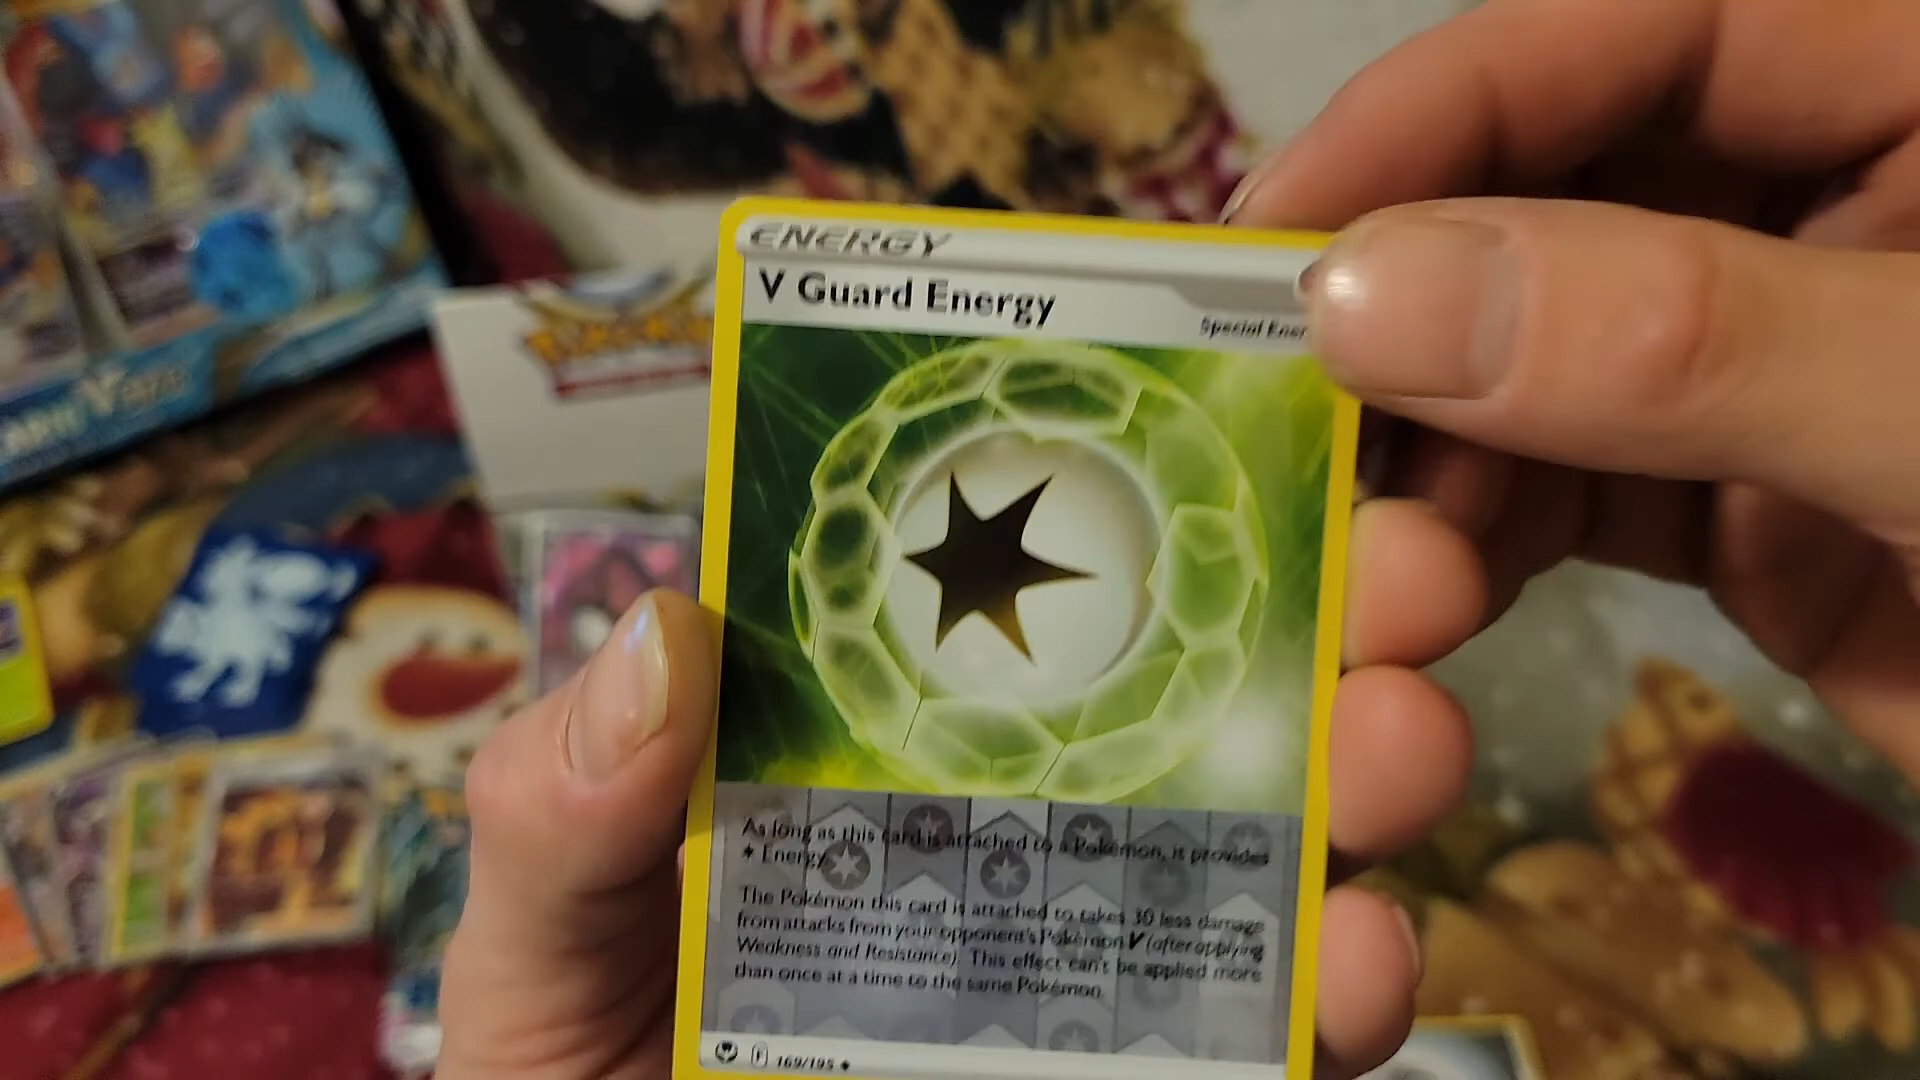 ENERGY
V Guard Energy
Special Ener
As long as this card is attached to a Pokémon, it provides
Energy.
The Pokémon this card is attached to takes 30 less damage
from attacks from your opponent's Pokémon V (after applying
Weakness and Resistance). This effect can't be applied more
than once at a time to the same Pokémon.
F 169/195